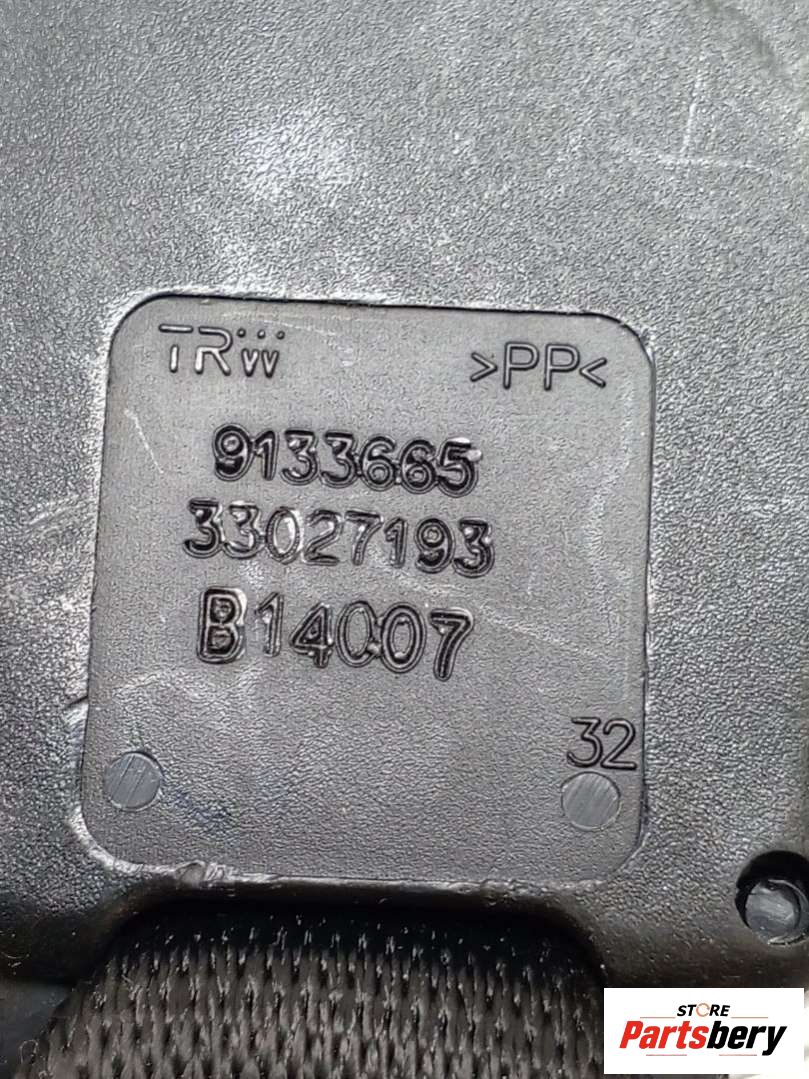 TRW >PP<
9133665
33027193
B14007
32
STORE
Partsbery